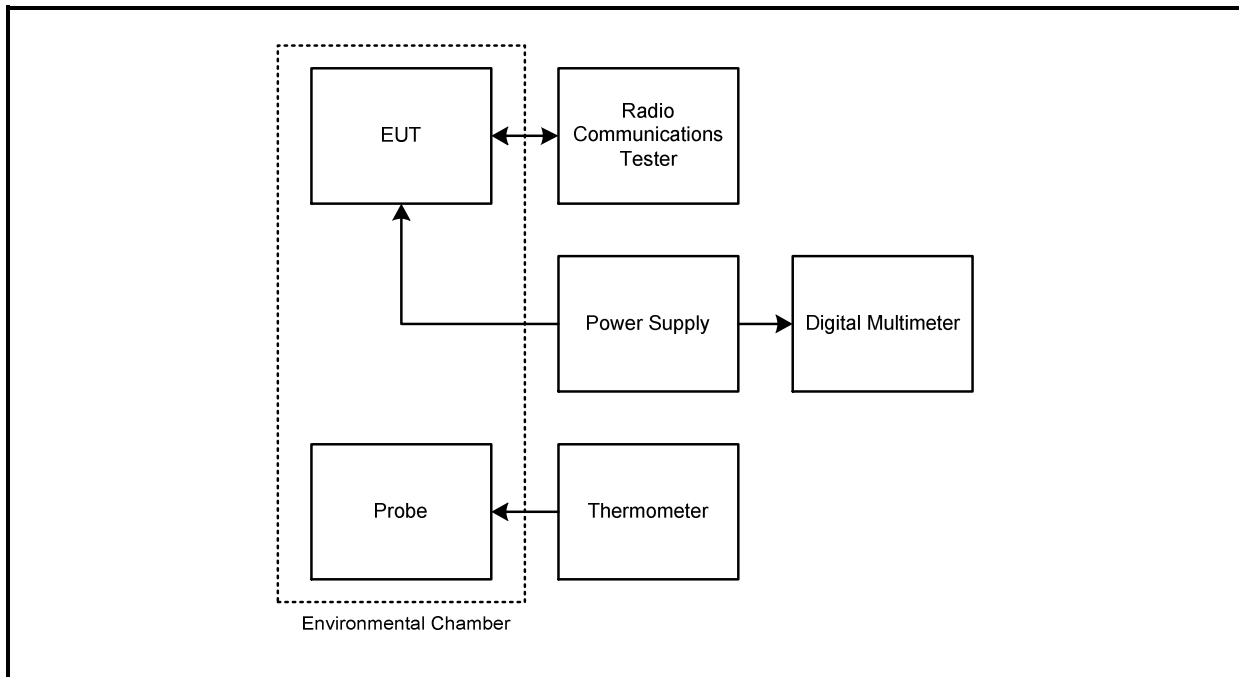 EUT
Radio
Communications
Tester
Power Supply
Digital Multimeter
Probe
Thermometer
Environmental Chamber